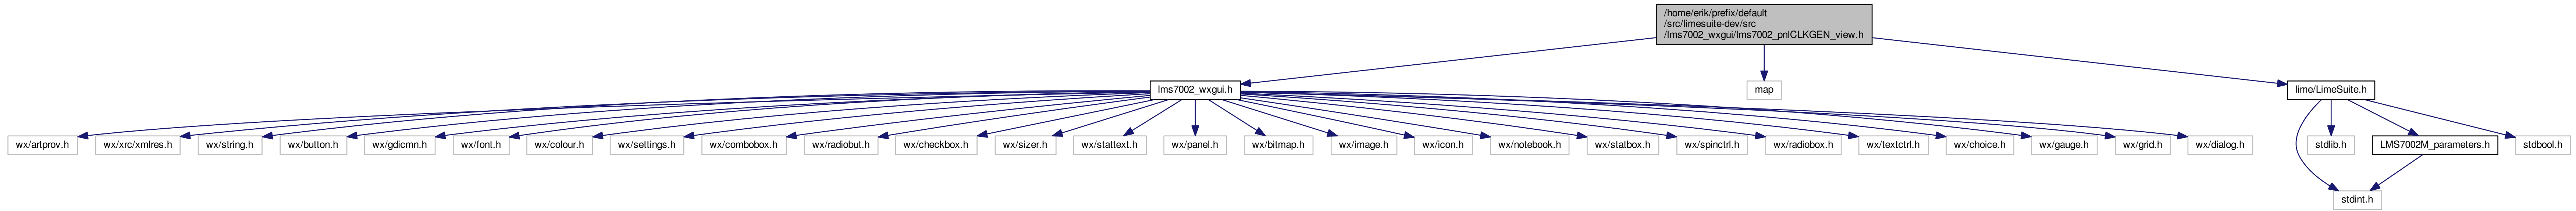 /home/erik/prefix/default
/src/limesuite-dev/src
/lms7002_wxgui/lms7002_pnlCLKGEN_view.h
lms7002_wxgui.h
map
lime/LimeSuite.h
wx/artprov.h
wx/xrc/xmlres.h
wx/string.h
wx/button.h
wx/gdicmn.h
wx/font.h
wx/colour.h
wx/settings.h
wx/combobox.h
wx/radiobut.h
wx/checkbox.h
wx/sizer.h
wx/stattext.h
wx/panel.h
wx/bitmap.h
wx/image.h
wx/icon.h
wx/notebook.h
wx/statbox.h
wx/spinctrl.h
wx/radiobox.h
wx/textctrl.h
wx/choice.h
wx/gauge.h
wx/grid.h
wx/dialog.h
stdlib.h
LMS7002M_parameters.h
stdbool.h
stdint.h